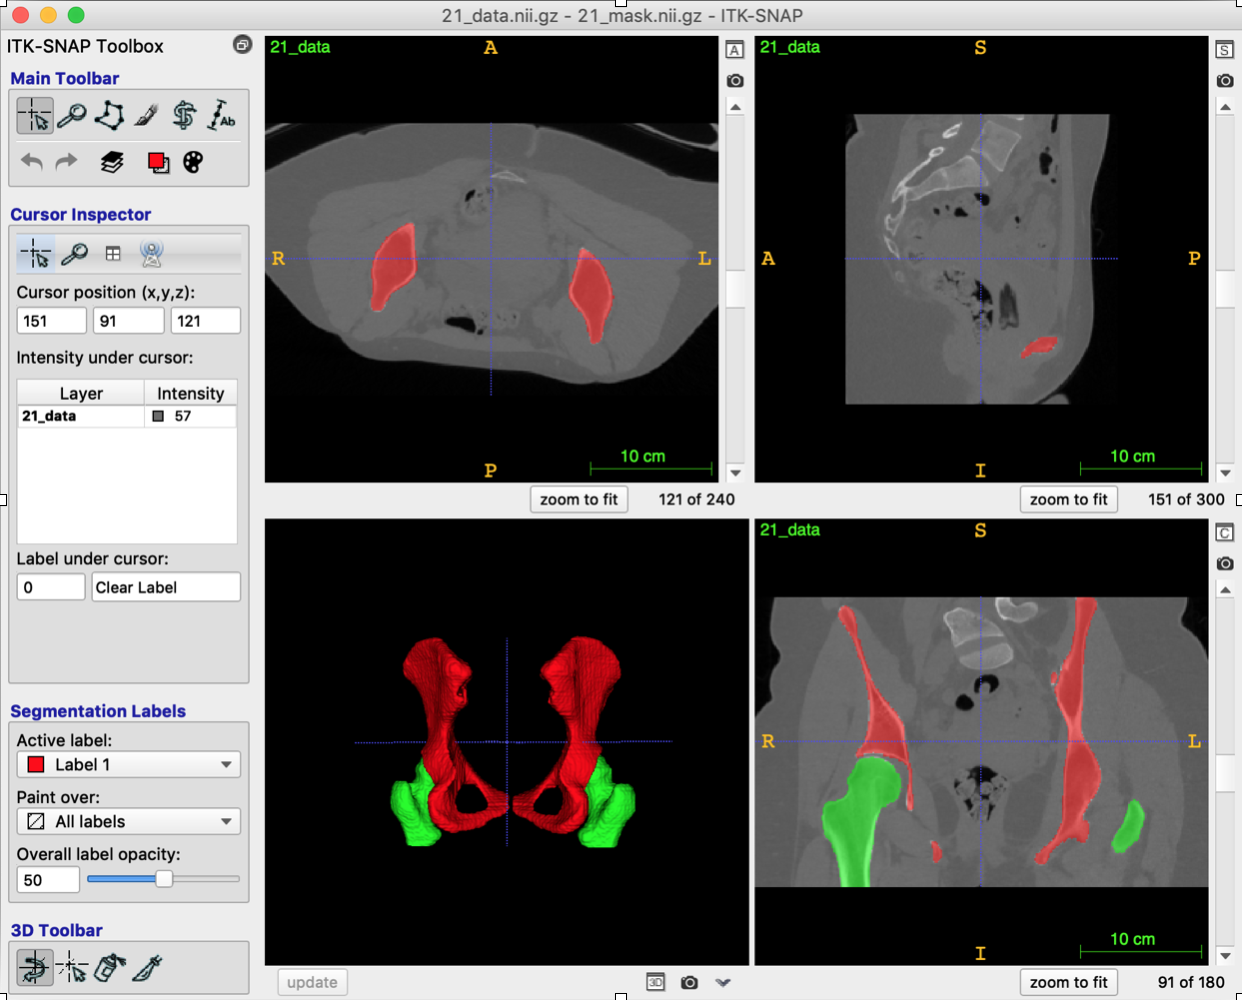 21_data.nii.gz - 21_mask.nii.gz - ITK-SNAP
ITK-SNAP Toolbox
Main Toolbar
Ab
Cursor Inspector
Cursor position (x,y,z):
151 91 121
Intensity under cursor:
Layer Intensity
21_data 57
Label under cursor:
0 Clear Label
Segmentation Labels
Active label:
Label 1
Paint over:
All labels
Overall label opacity:
50
3D Toolbar
21_data
A
R
L
10 cm
P
A
zoom to fit 121 of 240
21_data
S
A
P
10 cm
I
S
zoom to fit 151 of 300
update
3D
21_data
S
R
L
10 cm
I
C
zoom to fit 91 of 180